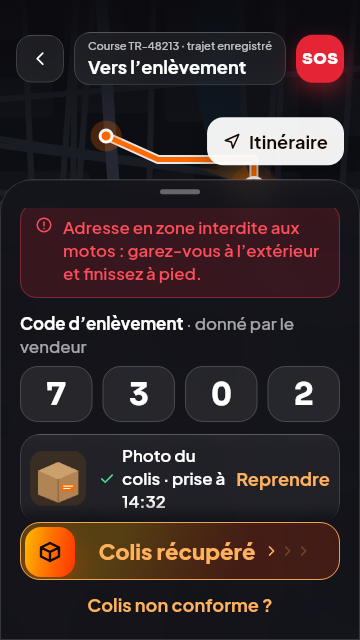 Course TR-48213 · trajet enregistré
Vers l’enlèvement
SOS
Itinéraire
Adresse en zone interdite aux
motos : garez-vous à l’extérieur
et finissez à pied.
Code d’enlèvement · donné par le
vendeur
7 3 0 2
Photo du
colis · prise à
14:32
Reprendre
Colis récupéré
Colis non conforme ?